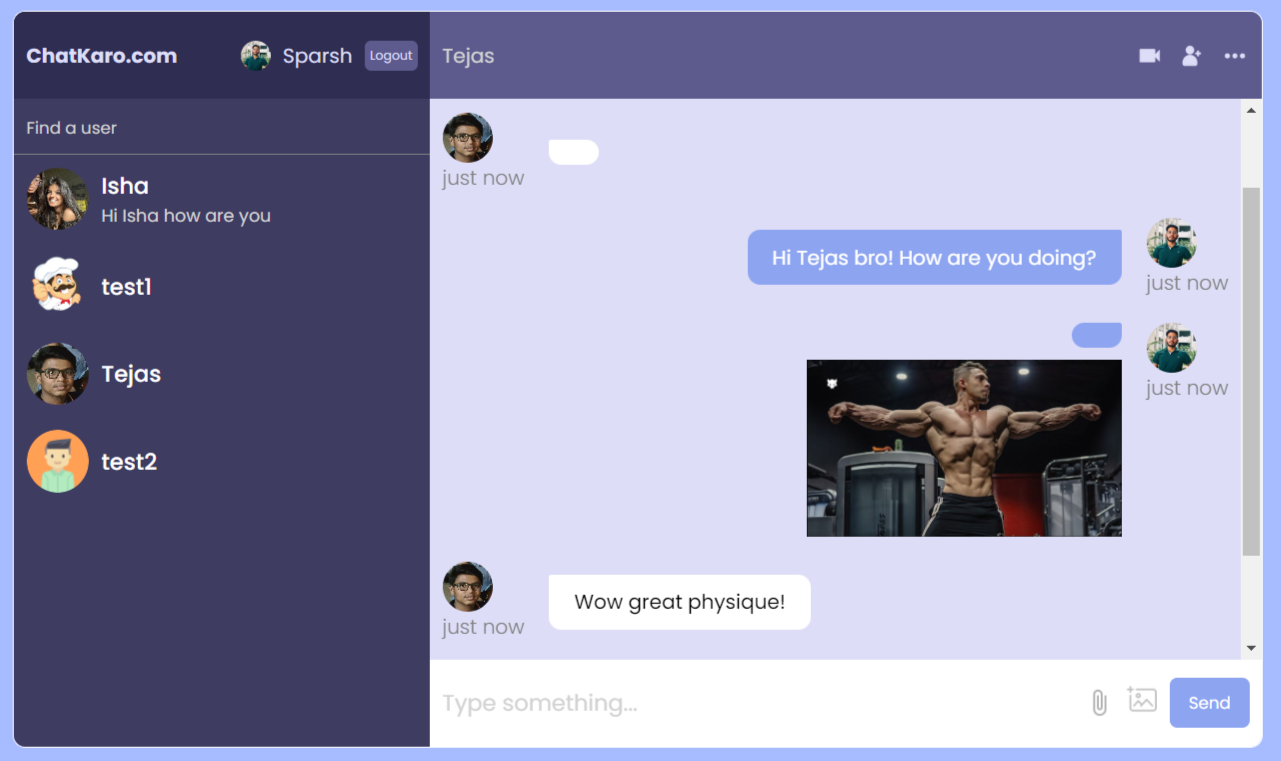 ChatKaro.com
Sparsh
Logout
Find a user
Isha
Hi Isha how are you
test1
Tejas
test2
Tejas
just now
Hi Tejas bro! How are you doing?
just now
just now
Wow great physique!
just now
Type something...
Send